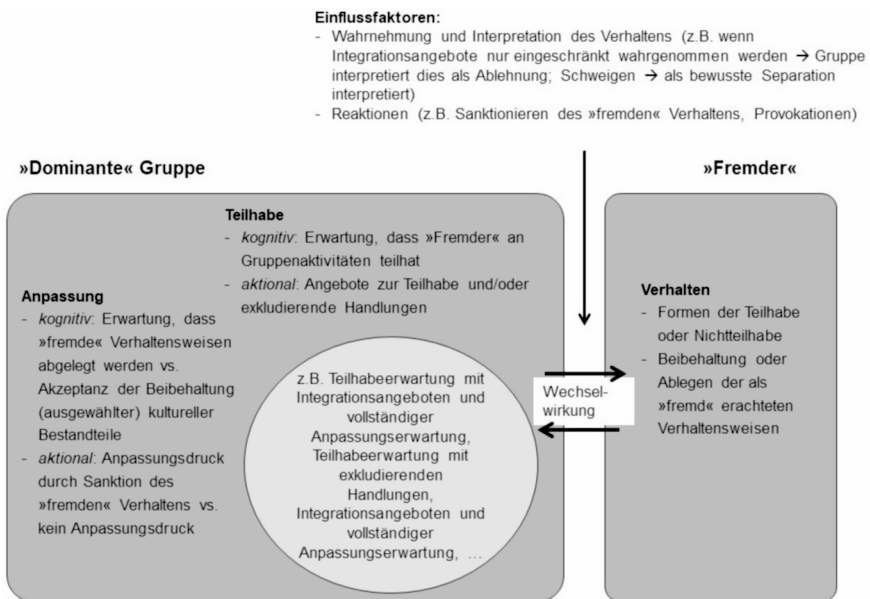 Einflussfaktoren:
- Wahrnehmung und Interpretation des Verhaltens (z.B. wenn
Integrationsangebote nur eingeschränkt wahrgenommen werden → Gruppe
interpretiert dies als Ablehnung; Schweigen → als bewusste Separation
interpretiert)
- Reaktionen (z.B. Sanktionieren des »fremden« Verhaltens, Provokationen)
»Dominante« Gruppe
Teilhabe
- kognitiv: Erwartung, dass »Fremder« an
Gruppenaktivitäten teilhat
- aktional: Angebote zur Teilhabe und/oder
exkludierende Handlungen
Anpassung
- kognitiv: Erwartung, dass
»fremde« Verhaltensweisen
abgelegt werden vs.
Akzeptanz der Beibehaltung
(ausgewählter) kultureller
Bestandteile
- aktional: Anpassungsdruck
durch Sanktion des
»fremden« Verhaltens vs.
kein Anpassungsdruck
z.B. Teilhabeerwartung mit
Integrationsangeboten und
vollständiger
Anpassungserwartung,
Teilhabeerwartung mit
exkludierenden
Handlungen,
Integrationsangeboten und
vollständiger
Anpassungserwartung, …
Wechsel-
wirkung
»Fremder«
Verhalten
- Formen der Teilhabe
oder Nichtteilhabe
- Beibehaltung oder
Ablegen der als
»fremd« erachteten
Verhaltensweisen